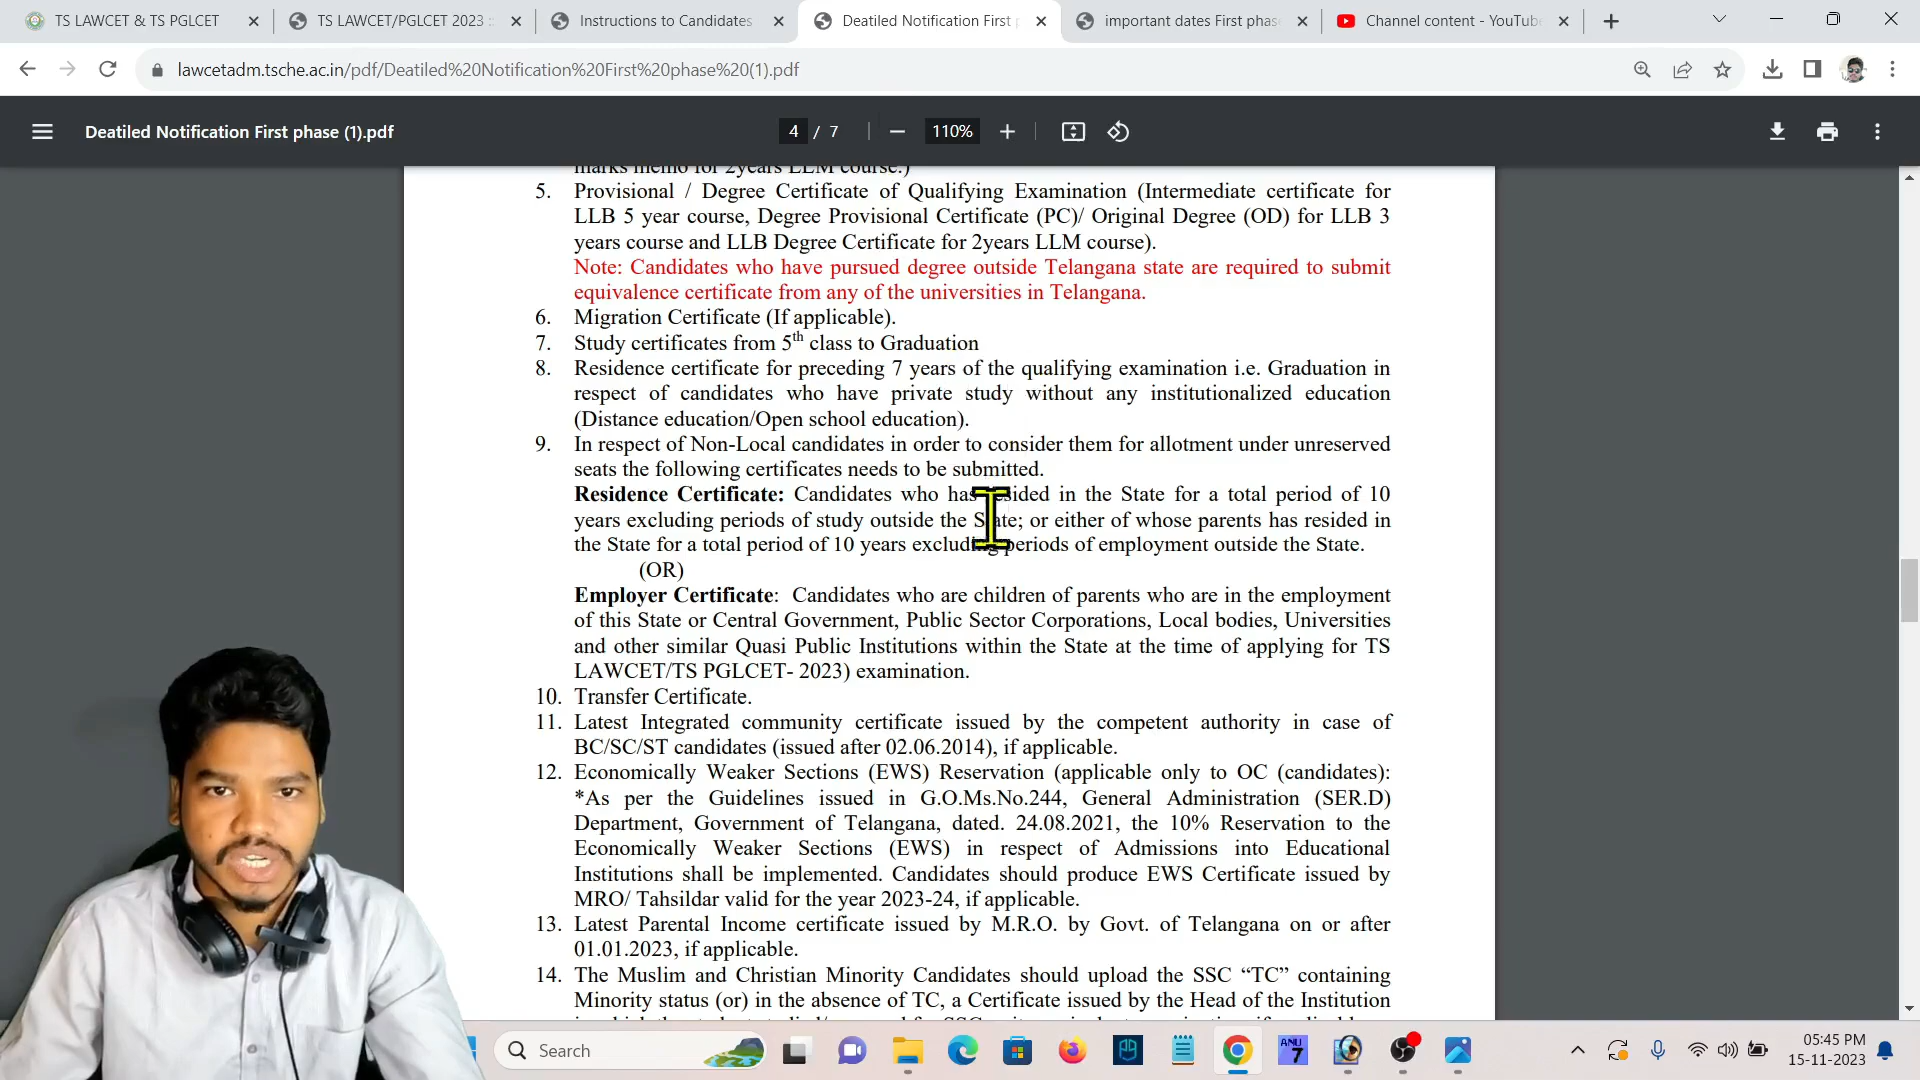 TS LAWCET & TS PGLCET
TS LAWCET/PGLCET 2023 ::
Instructions to Candidates
Deatiled Notification First
important dates First phas
Channel content - YouTub
lawcetadm.tsche.ac.in/pdf/Deatiled%20Notification%20First%20phase%20(1).pdf
Deatiled Notification First phase (1).pdf
4 / 7
110%
marks memo for 2years LLM course.)
5. Provisional / Degree Certificate of Qualifying Examination (Intermediate certificate for
LLB 5 year course, Degree Provisional Certificate (PC)/ Original Degree (OD) for LLB 3
years course and LLB Degree Certificate for 2years LLM course).
Note: Candidates who have pursued degree outside Telangana state are required to submit
equivalence certificate from any of the universities in Telangana.
6. Migration Certificate (If applicable).
7. Study certificates from 5th class to Graduation
8. Residence certificate for preceding 7 years of the qualifying examination i.e. Graduation in
respect of candidates who have private study without any institutionalized education
(Distance education/Open school education).
9. In respect of Non-Local candidates in order to consider them for allotment under unreserved
seats the following certificates needs to be submitted.
Residence Certificate: Candidates who has resided in the State for a total period of 10
years excluding periods of study outside the State; or either of whose parents has resided in
the State for a total period of 10 years excluding periods of employment outside the State.
(OR)
Employer Certificate: Candidates who are children of parents who are in the employment
of this State or Central Government, Public Sector Corporations, Local bodies, Universities
and other similar Quasi Public Institutions within the State at the time of applying for TS
LAWCET/TS PGLCET- 2023) examination.
10. Transfer Certificate.
11. Latest Integrated community certificate issued by the competent authority in case of
BC/SC/ST candidates (issued after 02.06.2014), if applicable.
12. Economically Weaker Sections (EWS) Reservation (applicable only to OC (candidates):
*As per the Guidelines issued in G.O.Ms.No.244, General Administration (SER.D)
Department, Government of Telangana, dated. 24.08.2021, the 10% Reservation to the
Economically Weaker Sections (EWS) in respect of Admissions into Educational
Institutions shall be implemented. Candidates should produce EWS Certificate issued by
MRO/ Tahsildar valid for the year 2023-24, if applicable.
13. Latest Parental Income certificate issued by M.R.O. by Govt. of Telangana on or after
01.01.2023, if applicable.
14. The Muslim and Christian Minority Candidates should upload the SSC “TC” containing
Minority status (or) in the absence of TC, a Certificate issued by the Head of the Institution
Search
ANU
7
05:45 PM
15-11-2023